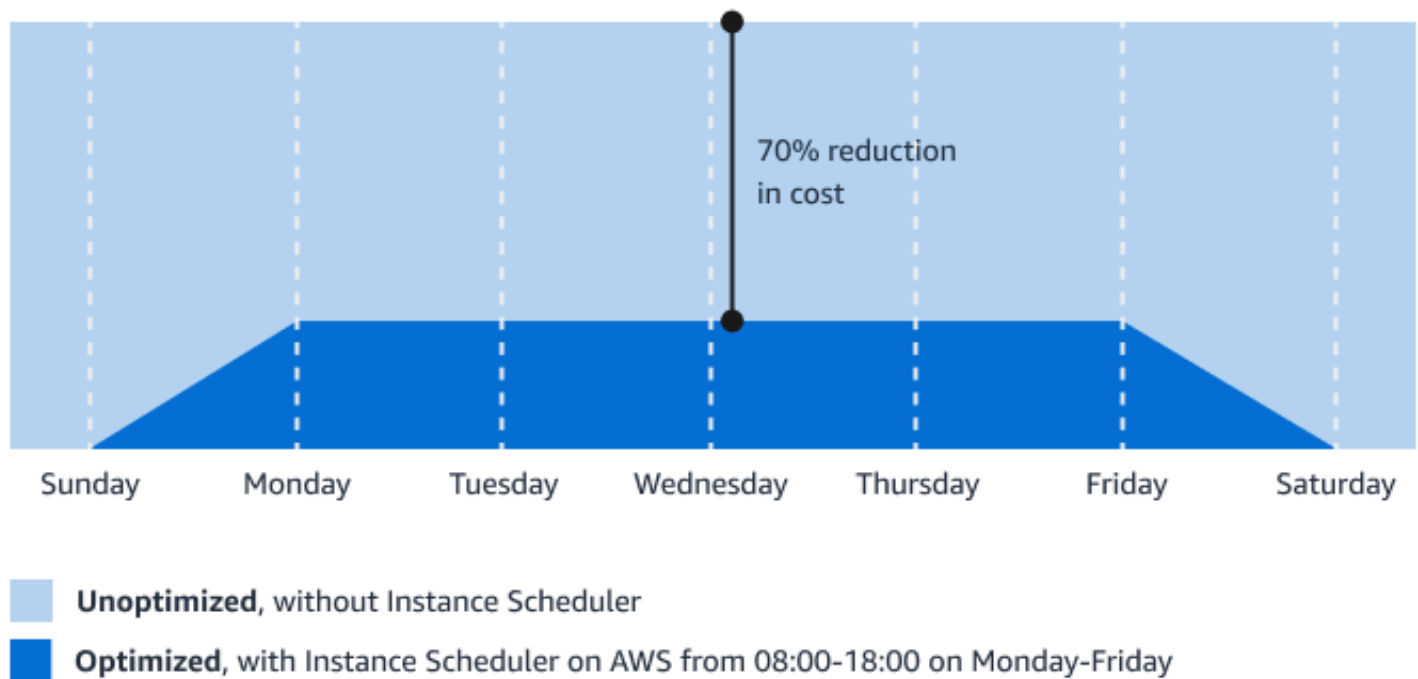 70% reduction
in cost
Sunday Monday Tuesday Wednesday Thursday Friday Saturday
Unoptimized, without Instance Scheduler
Optimized, with Instance Scheduler on AWS from 08:00-18:00 on Monday-Friday